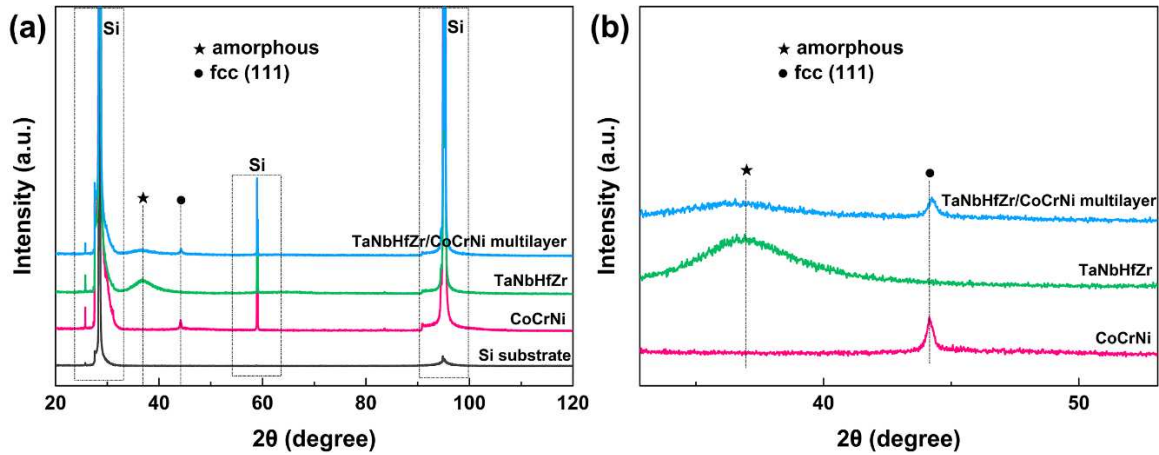 (a)
Si
Si
★ amorphous
● fcc (111)
Si
TaNbHfZr/CoCrNi multilayer
TaNbHfZr
CoCrNi
Si substrate
Intensity (a.u.)
20 40 60 80 100 120
2θ (degree)
(b)
★ amorphous
● fcc (111)
TaNbHfZr/CoCrNi multilayer
TaNbHfZr
CoCrNi
Intensity (a.u.)
40 50
2θ (degree)